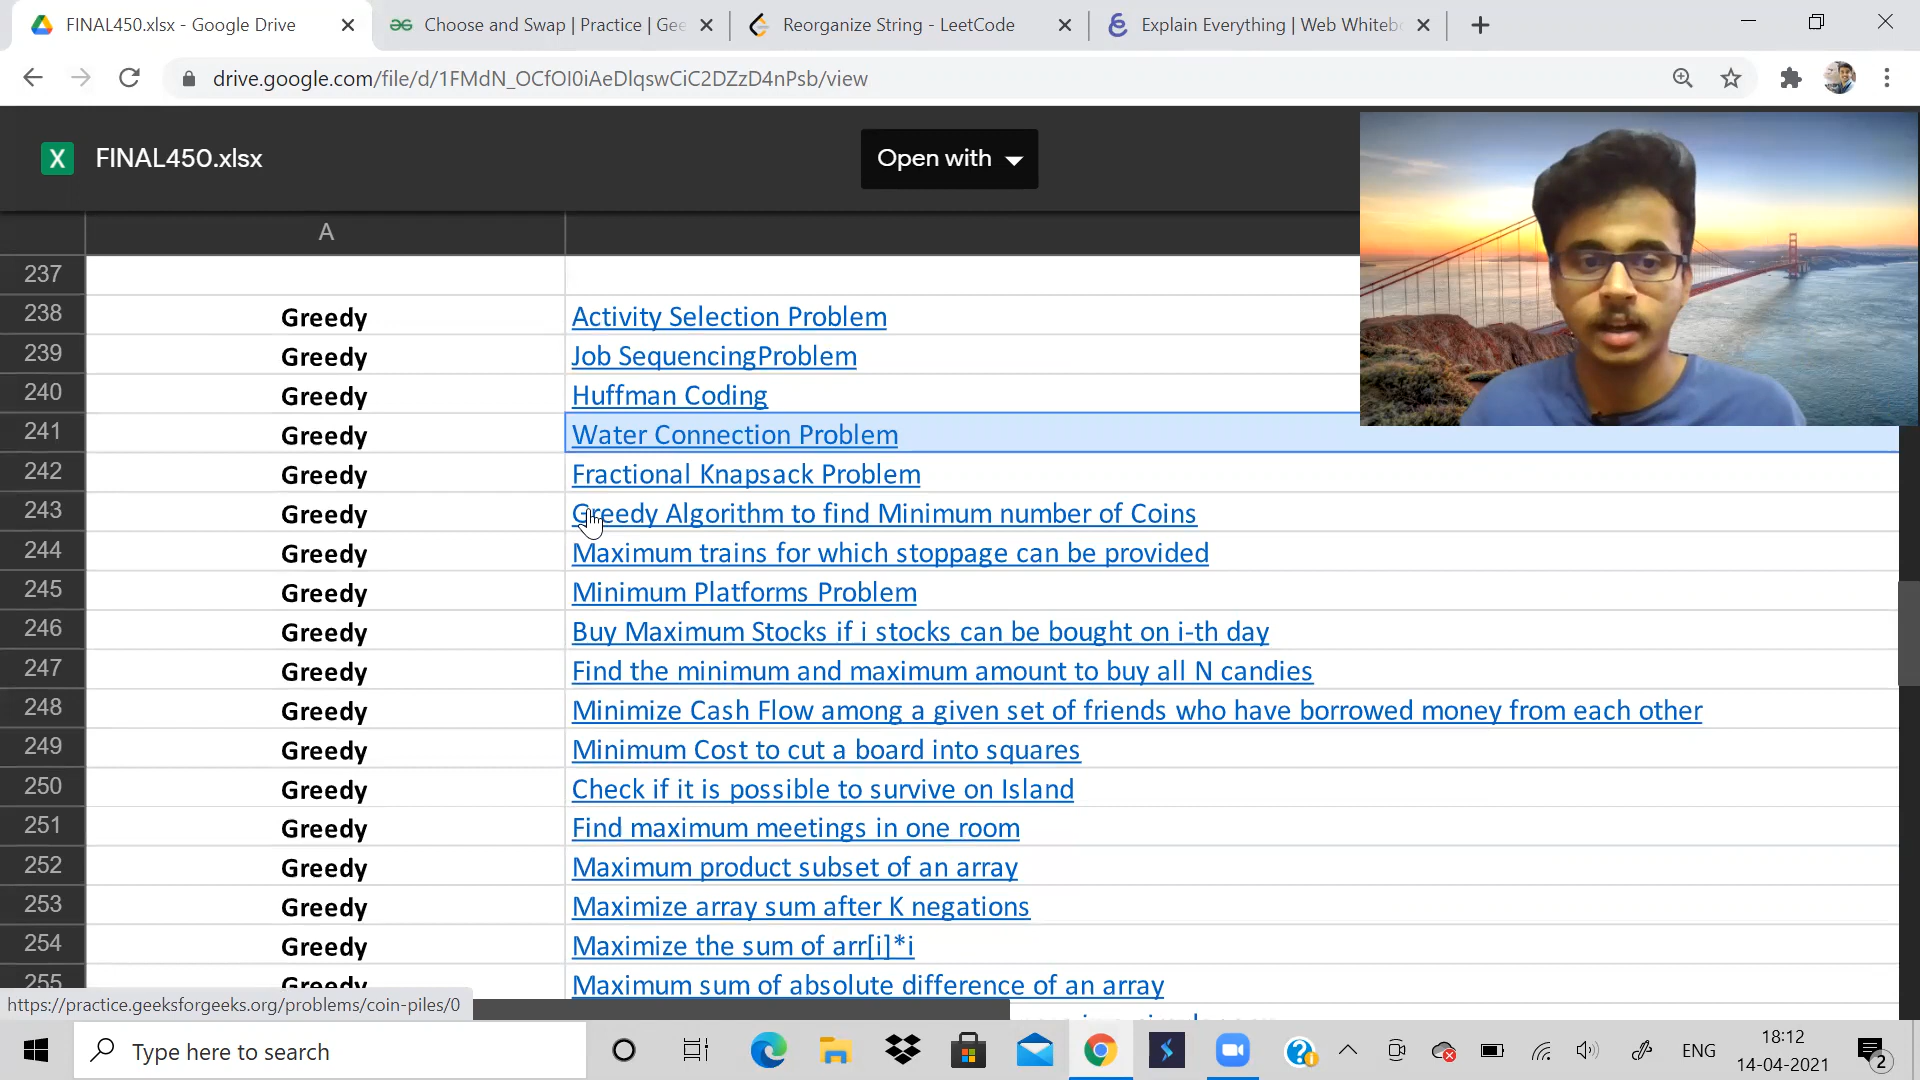 FINAL450.xlsx - Google Drive
Choose and Swap | Practice | Gee
Reorganize String - LeetCode
Explain Everything | Web Whitebo
drive.google.com/file/d/1FMdN_OCfOI0iAeDlqswCiC2DZzD4nPsb/view
X FINAL450.xlsx
Open with
A
237
238 Greedy Activity Selection Problem
239 Greedy Job SequencingProblem
240 Greedy Huffman Coding
241 Greedy Water Connection Problem
242 Greedy Fractional Knapsack Problem
243 Greedy Greedy Algorithm to find Minimum number of Coins
244 Greedy Maximum trains for which stoppage can be provided
245 Greedy Minimum Platforms Problem
246 Greedy Buy Maximum Stocks if i stocks can be bought on i-th day
247 Greedy Find the minimum and maximum amount to buy all N candies
248 Greedy Minimize Cash Flow among a given set of friends who have borrowed money from each other
249 Greedy Minimum Cost to cut a board into squares
250 Greedy Check if it is possible to survive on Island
251 Greedy Find maximum meetings in one room
252 Greedy Maximum product subset of an array
253 Greedy Maximize array sum after K negations
254 Greedy Maximize the sum of arr[i]*i
255 Greedy Maximum sum of absolute difference of an array
https://practice.geeksforgeeks.org/problems/coin-piles/0
Type here to search
ENG
18:12
14-04-2021
2